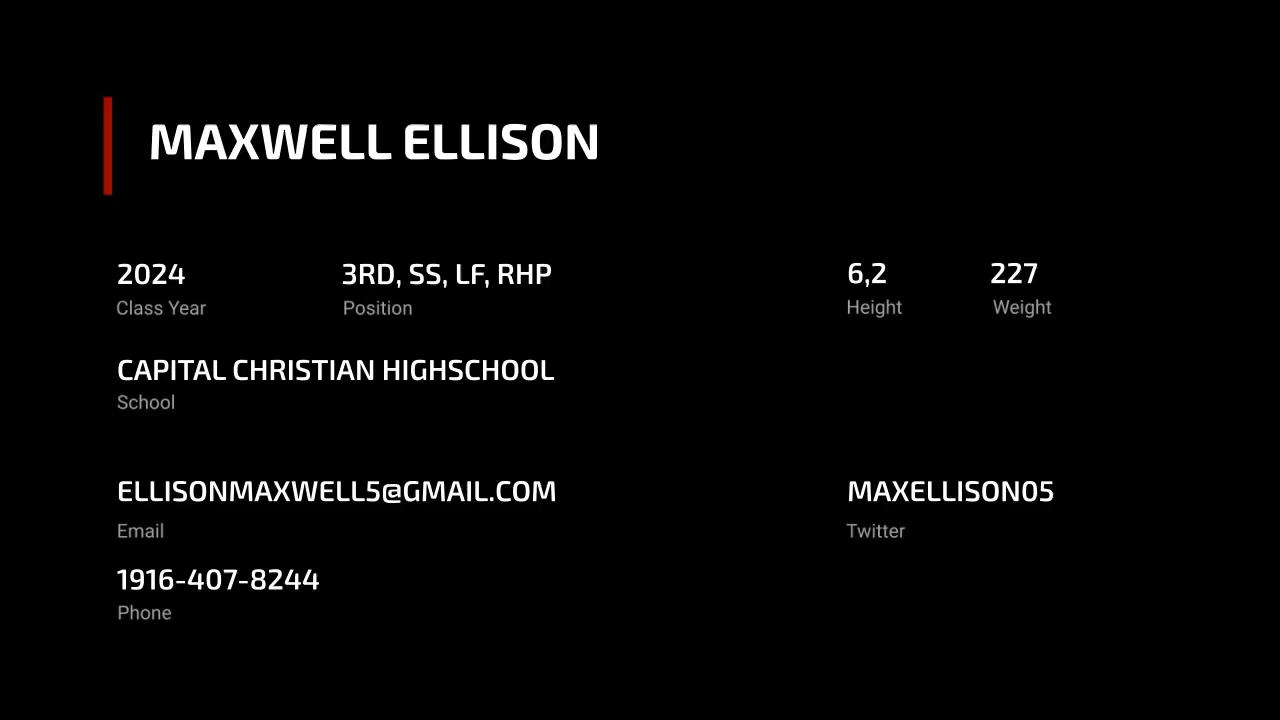 MAXWELL ELLISON
2024 3RD, SS, LF, RHP 6,2 227
Class Year Position Height Weight
CAPITAL CHRISTIAN HIGHSCHOOL
School
ELLISONMAXWELL5@GMAIL.COM MAXELLISON05
Email Twitter
1916-407-8244
Phone